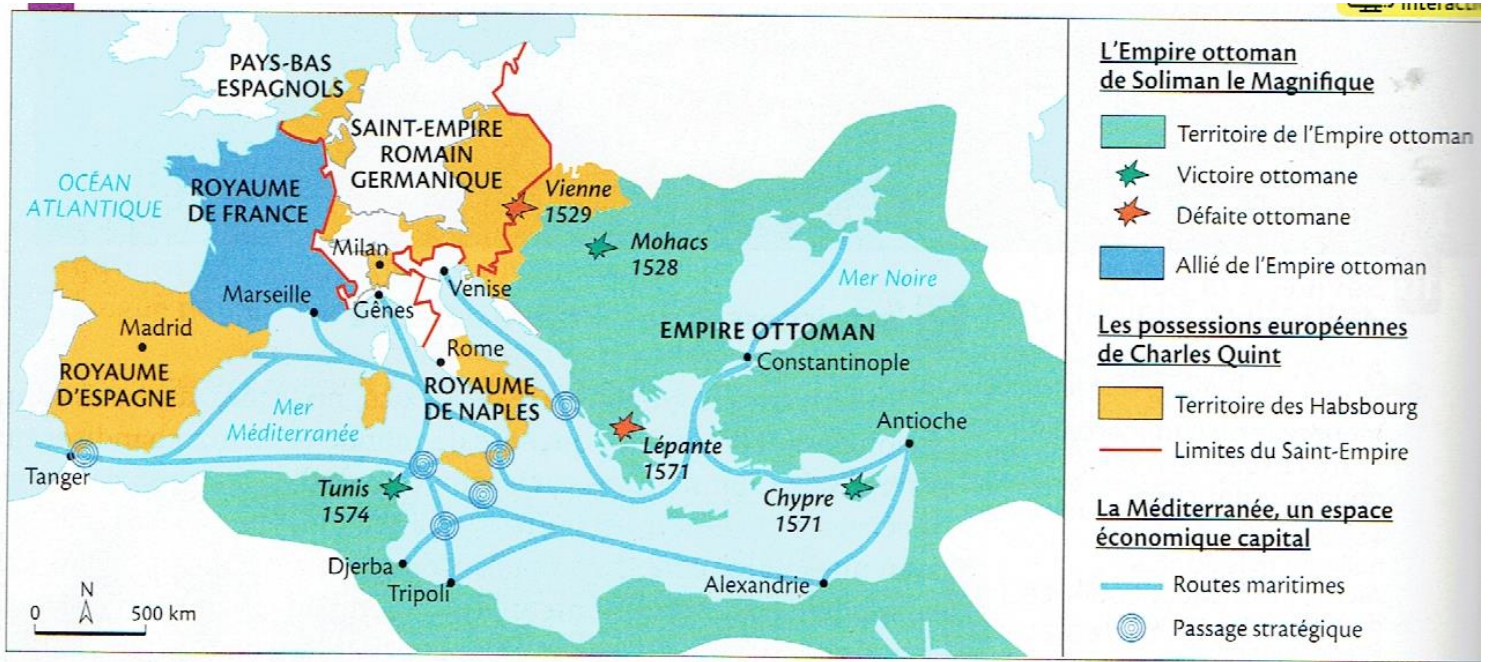 PAYS-BAS
ESPAGNOLS
SAINT-EMPIRE
ROMAIN
GERMANIQUE
OCÉAN
ATLANTIQUE
ROYAUME
DE FRANCE
Vienne
1529
Milan
Mohacs
1528
Mer Noire
Marseille
Gênes
Venise
Madrid
ROYAUME
D'ESPAGNE
Rome
EMPIRE OTTOMAN
Constantinople
ROYAUME
DE NAPLES
Mer
Méditerranée
Antioche
Lépante
1571
Tanger
Tunis
1574
Chypre
1571
Djerba
Tripoli
Alexandrie
N
0 500 km
L'Empire ottoman
de Soliman le Magnifique
Territoire de l'Empire ottoman
Victoire ottomane
Défaite ottomane
Allié de l'Empire ottoman
Les possessions européennes
de Charles Quint
Territoire des Habsbourg
Limites du Saint-Empire
La Méditerranée, un espace
économique capital
Routes maritimes
Passage stratégique